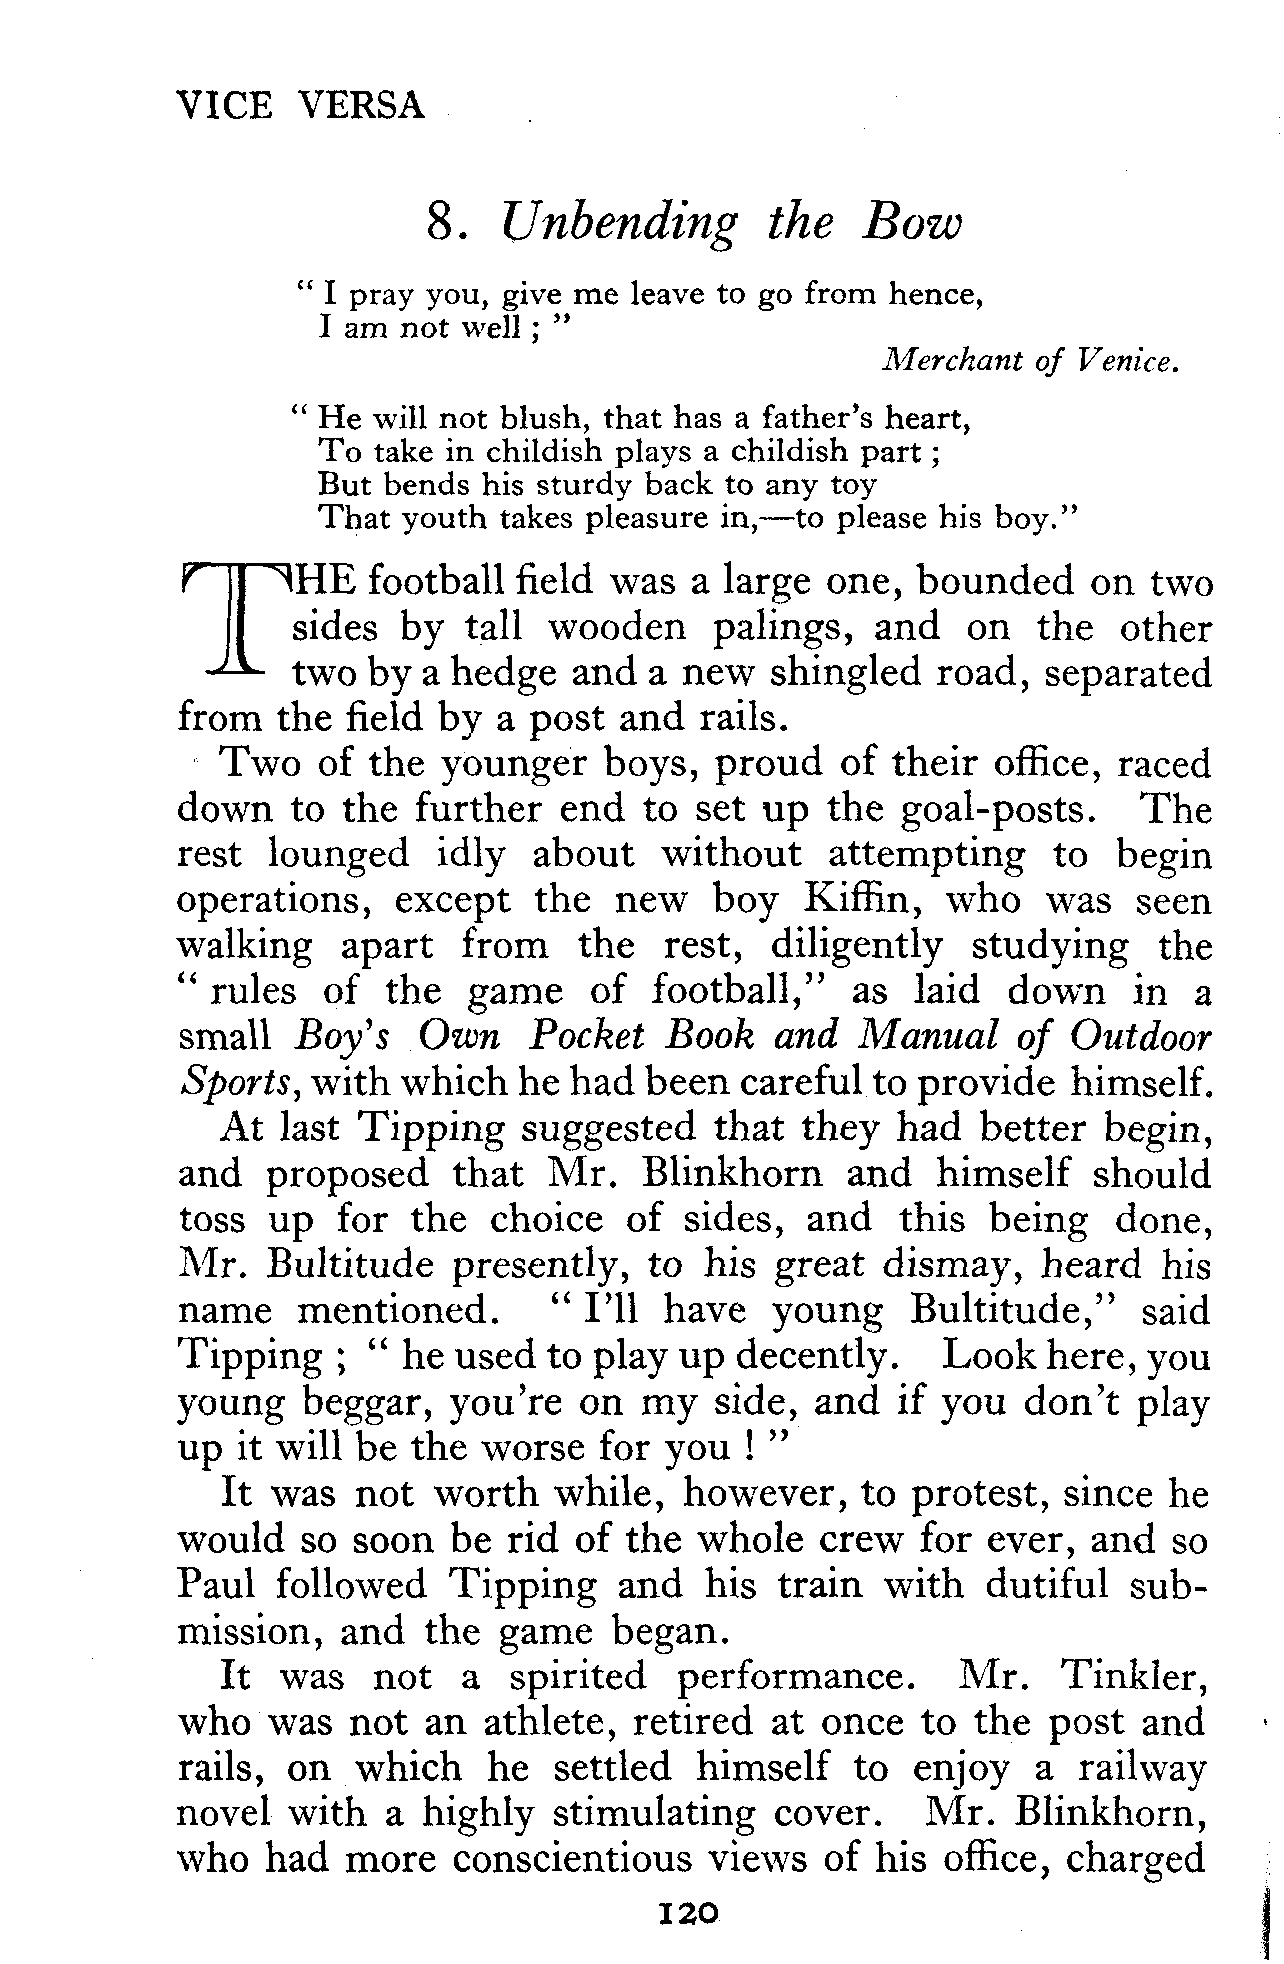 VICE VERSA
8. Unbending the Bow
“ I pray you, give me leave to go from hence,
I am not well ; ”
Merchant of Venice.
“ He will not blush, that has a father’s heart,
To take in childish plays a childish part ;
But bends his sturdy back to any toy
That youth takes pleasure in,—to please his boy.”
THE football field was a large one, bounded on two
sides by tall wooden palings, and on the other
two by a hedge and a new shingled road, separated
from the field by a post and rails.
Two of the younger boys, proud of their office, raced
down to the further end to set up the goal-posts. The
rest lounged idly about without attempting to begin
operations, except the new boy Kiffin, who was seen
walking apart from the rest, diligently studying the
“ rules of the game of football,” as laid down in a
small Boy’s Own Pocket Book and Manual of Outdoor
Sports, with which he had been careful to provide himself.
At last Tipping suggested that they had better begin,
and proposed that Mr. Blinkhorn and himself should
toss up for the choice of sides, and this being done,
Mr. Bultitude presently, to his great dismay, heard his
name mentioned. “ I’ll have young Bultitude,” said
Tipping ; “ he used to play up decently. Look here, you
young beggar, you’re on my side, and if you don’t play
up it will be the worse for you ! ”
It was not worth while, however, to protest, since he
would so soon be rid of the whole crew for ever, and so
Paul followed Tipping and his train with dutiful sub-
mission, and the game began.
It was not a spirited performance. Mr. Tinkler,
who was not an athlete, retired at once to the post and
rails, on which he settled himself to enjoy a railway
novel with a highly stimulating cover. Mr. Blinkhorn,
who had more conscientious views of his office, charged
120